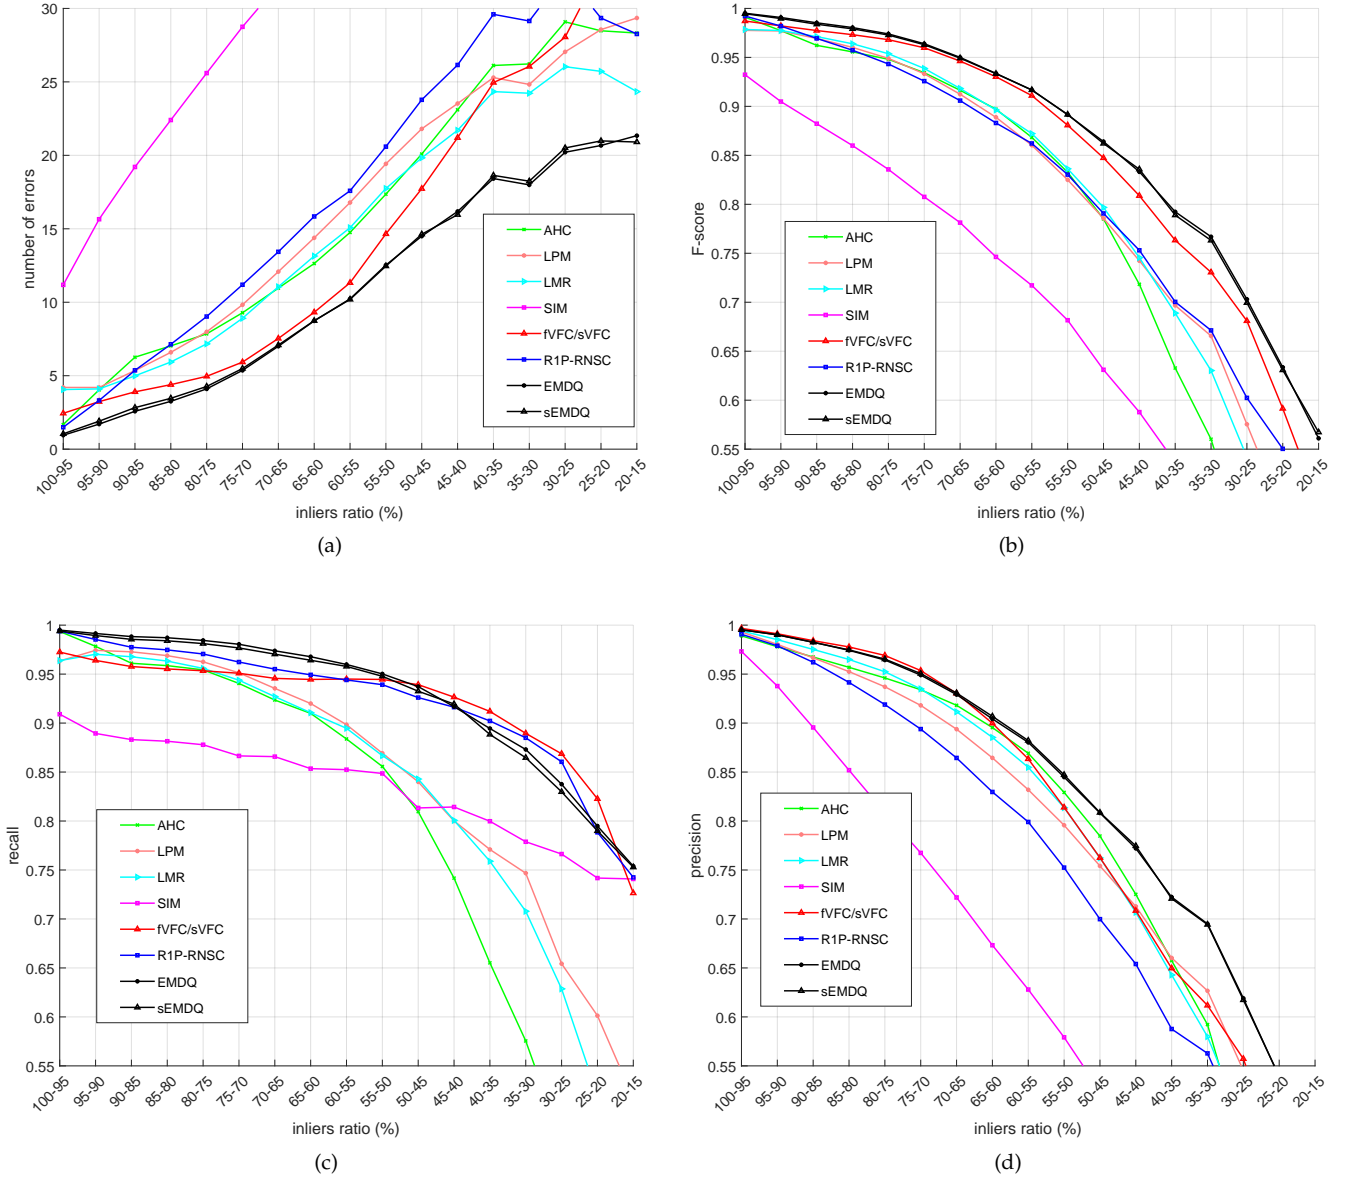 30
25
20
15
10
5
0
number of errors
AHC
LPM
LMR
SIM
fVFC/sVFC
R1P-RNSC
EMDQ
sEMDQ
100-95
95-90
90-85
85-80
80-75
75-70
70-65
65-60
60-55
55-50
50-45
45-40
40-35
35-30
30-25
25-20
20-15
inliers ratio (%)
(a)
1
0.95
0.9
0.85
0.8
0.75
0.7
0.65
0.6
0.55
F-score
AHC
LPM
LMR
SIM
fVFC/sVFC
R1P-RNSC
EMDQ
sEMDQ
100-95
95-90
90-85
85-80
80-75
75-70
70-65
65-60
60-55
55-50
50-45
45-40
40-35
35-30
30-25
25-20
20-15
inliers ratio (%)
(b)
1
0.95
0.9
0.85
0.8
0.75
0.7
0.65
0.6
0.55
recall
AHC
LPM
LMR
SIM
fVFC/sVFC
R1P-RNSC
EMDQ
sEMDQ
100-95
95-90
90-85
85-80
80-75
75-70
70-65
65-60
60-55
55-50
50-45
45-40
40-35
35-30
30-25
25-20
20-15
inliers ratio (%)
(c)
1
0.95
0.9
0.85
0.8
0.75
0.7
0.65
0.6
0.55
precision
AHC
LPM
LMR
SIM
fVFC/sVFC
R1P-RNSC
EMDQ
sEMDQ
100-95
95-90
90-85
85-80
80-75
75-70
70-65
65-60
60-55
55-50
50-45
45-40
40-35
35-30
30-25
25-20
20-15
inliers ratio (%)
(d)